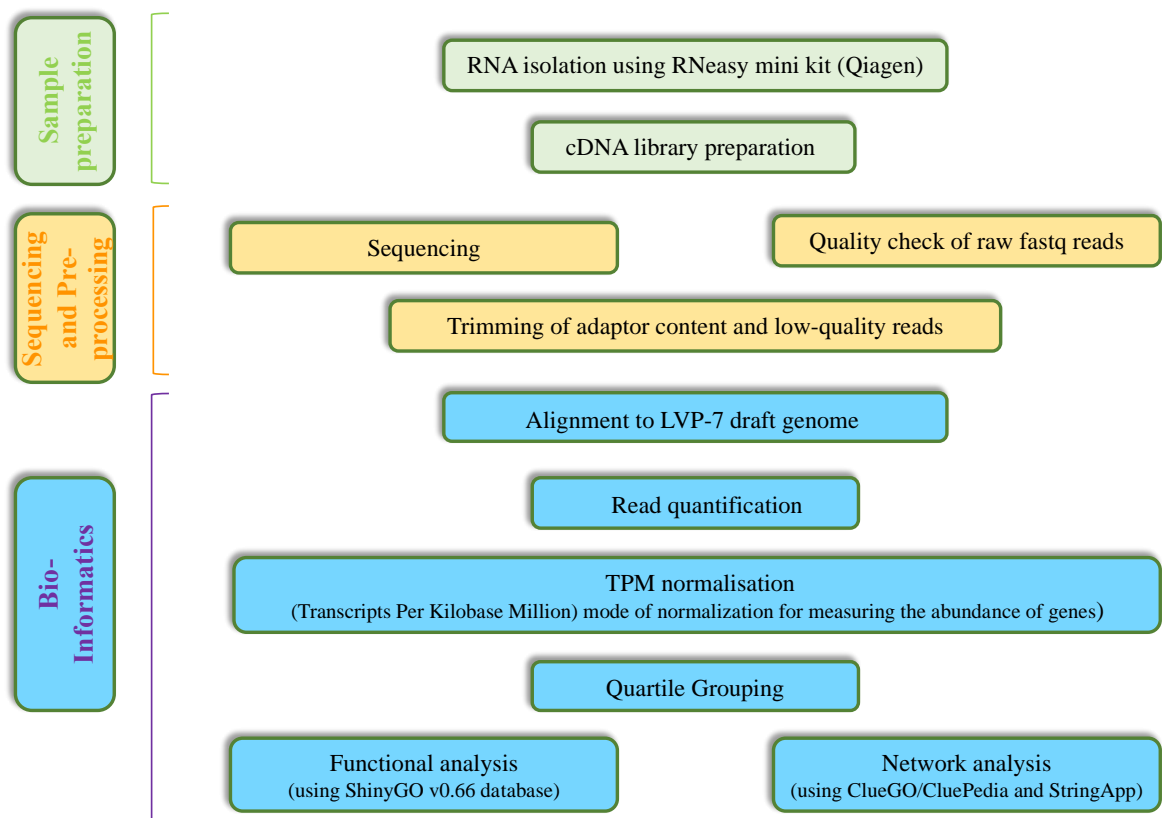 Sample
preparation
RNA isolation using RNeasy mini kit (Qiagen)
cDNA library preparation
Sequencing
and Pre-
processing
Sequencing
Quality check of raw fastq reads
Trimming of adaptor content and low-quality reads
Bio-
Informatics
Alignment to LVP-7 draft genome
Read quantification
TPM normalisation
(Transcripts Per Kilobase Million) mode of normalization for measuring the abundance of genes)
Quartile Grouping
Functional analysis
(using ShinyGO v0.66 database)
Network analysis
(using ClueGO/CluePedia and StringApp)